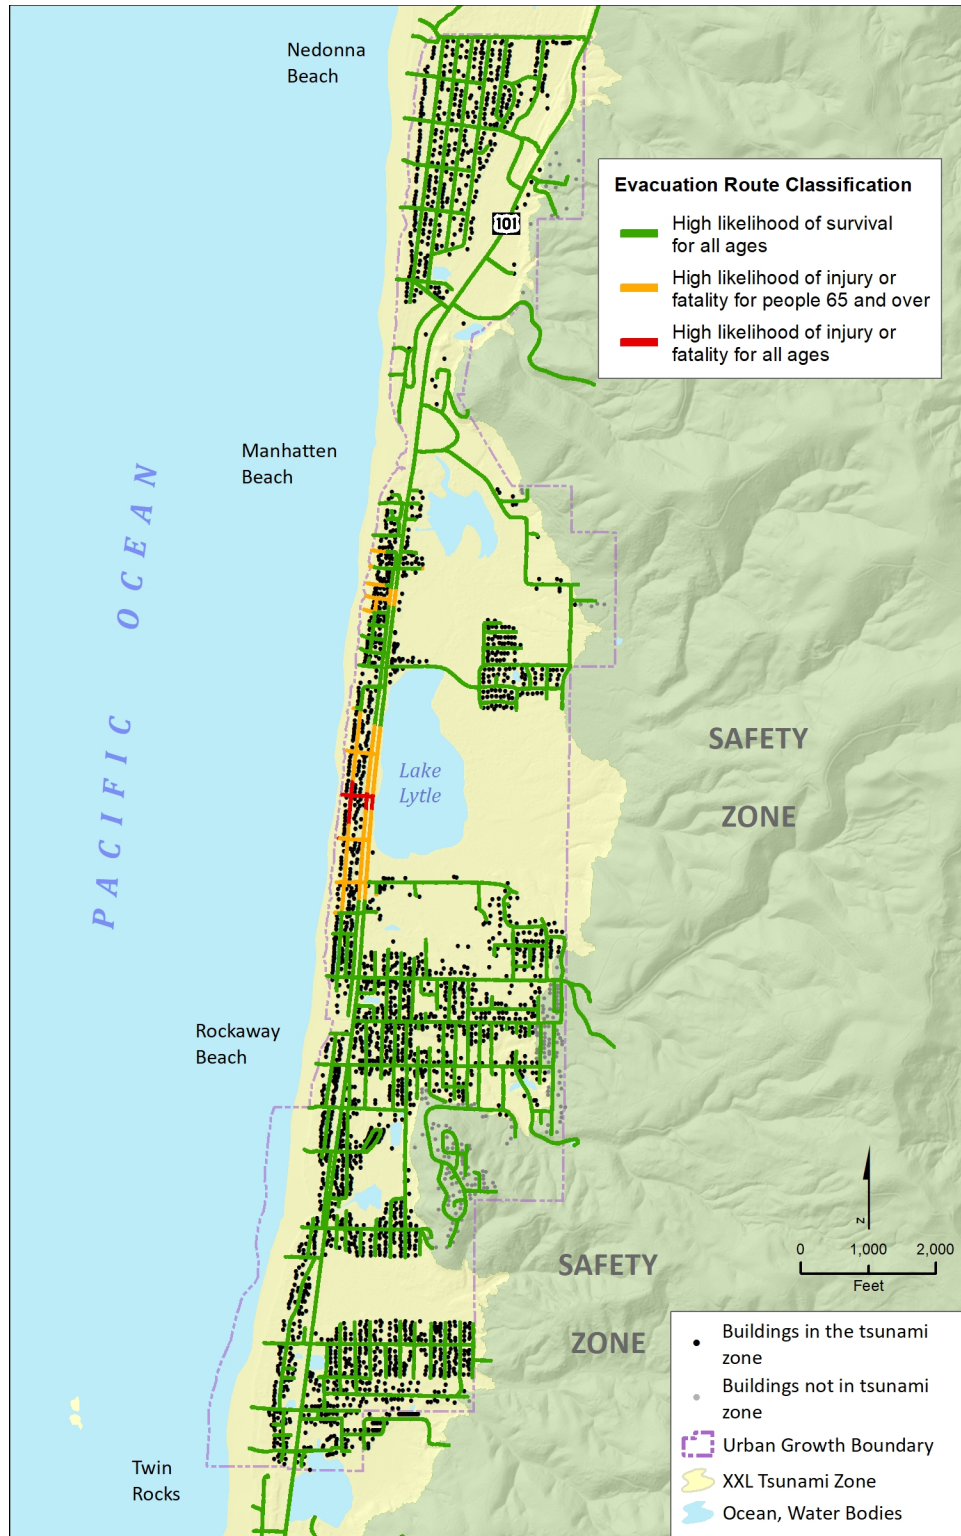 Nedonna
Beach
Evacuation Route Classification
High likelihood of survival
for all ages
101
High likelihood of injury or
fatality for people 65 and over
High likelihood of injury or
fatality for all ages
Manhatten
Beach
PACIFIC OCEAN
SAFETY
ZONE
Lake
Lytle
Rockaway
Beach
N
0 1,000 2,000
Feet
SAFETY
ZONE
Buildings in the tsunami
zone
Buildings not in tsunami
zone
Urban Growth Boundary
XXL Tsunami Zone
Ocean, Water Bodies
Twin
Rocks